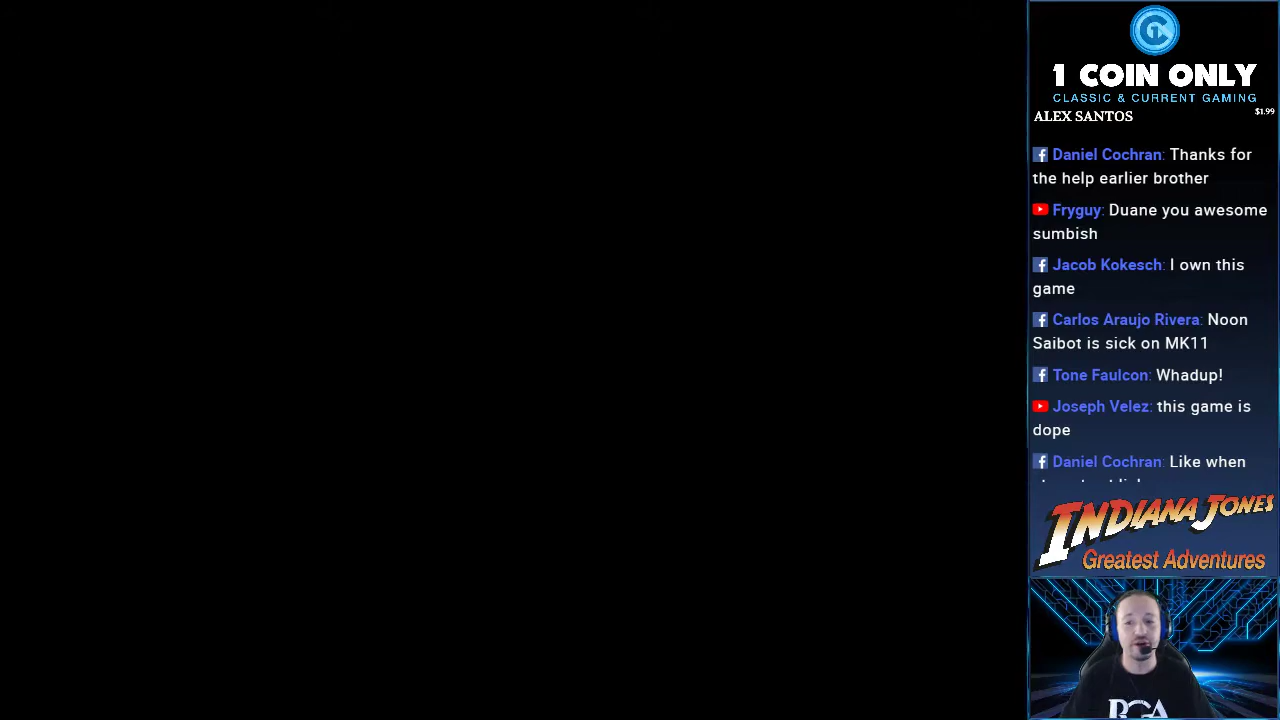 1 COIN ONLY
CLASSIC & CURRENT GAMING
ALEX SANTOS $1.99
Daniel Cochran: Thanks for
the help earlier brother
Fryguy: Duane you awesome
sumbish
Jacob Kokesch: I own this
game
Carlos Araujo Rivera: Noon
Saibot is sick on MK11
Tone Faulcon: Whadup!
Joseph Velez: this game is
dope
Daniel Cochran: Like when
INDIANA JONES
Greatest Adventures